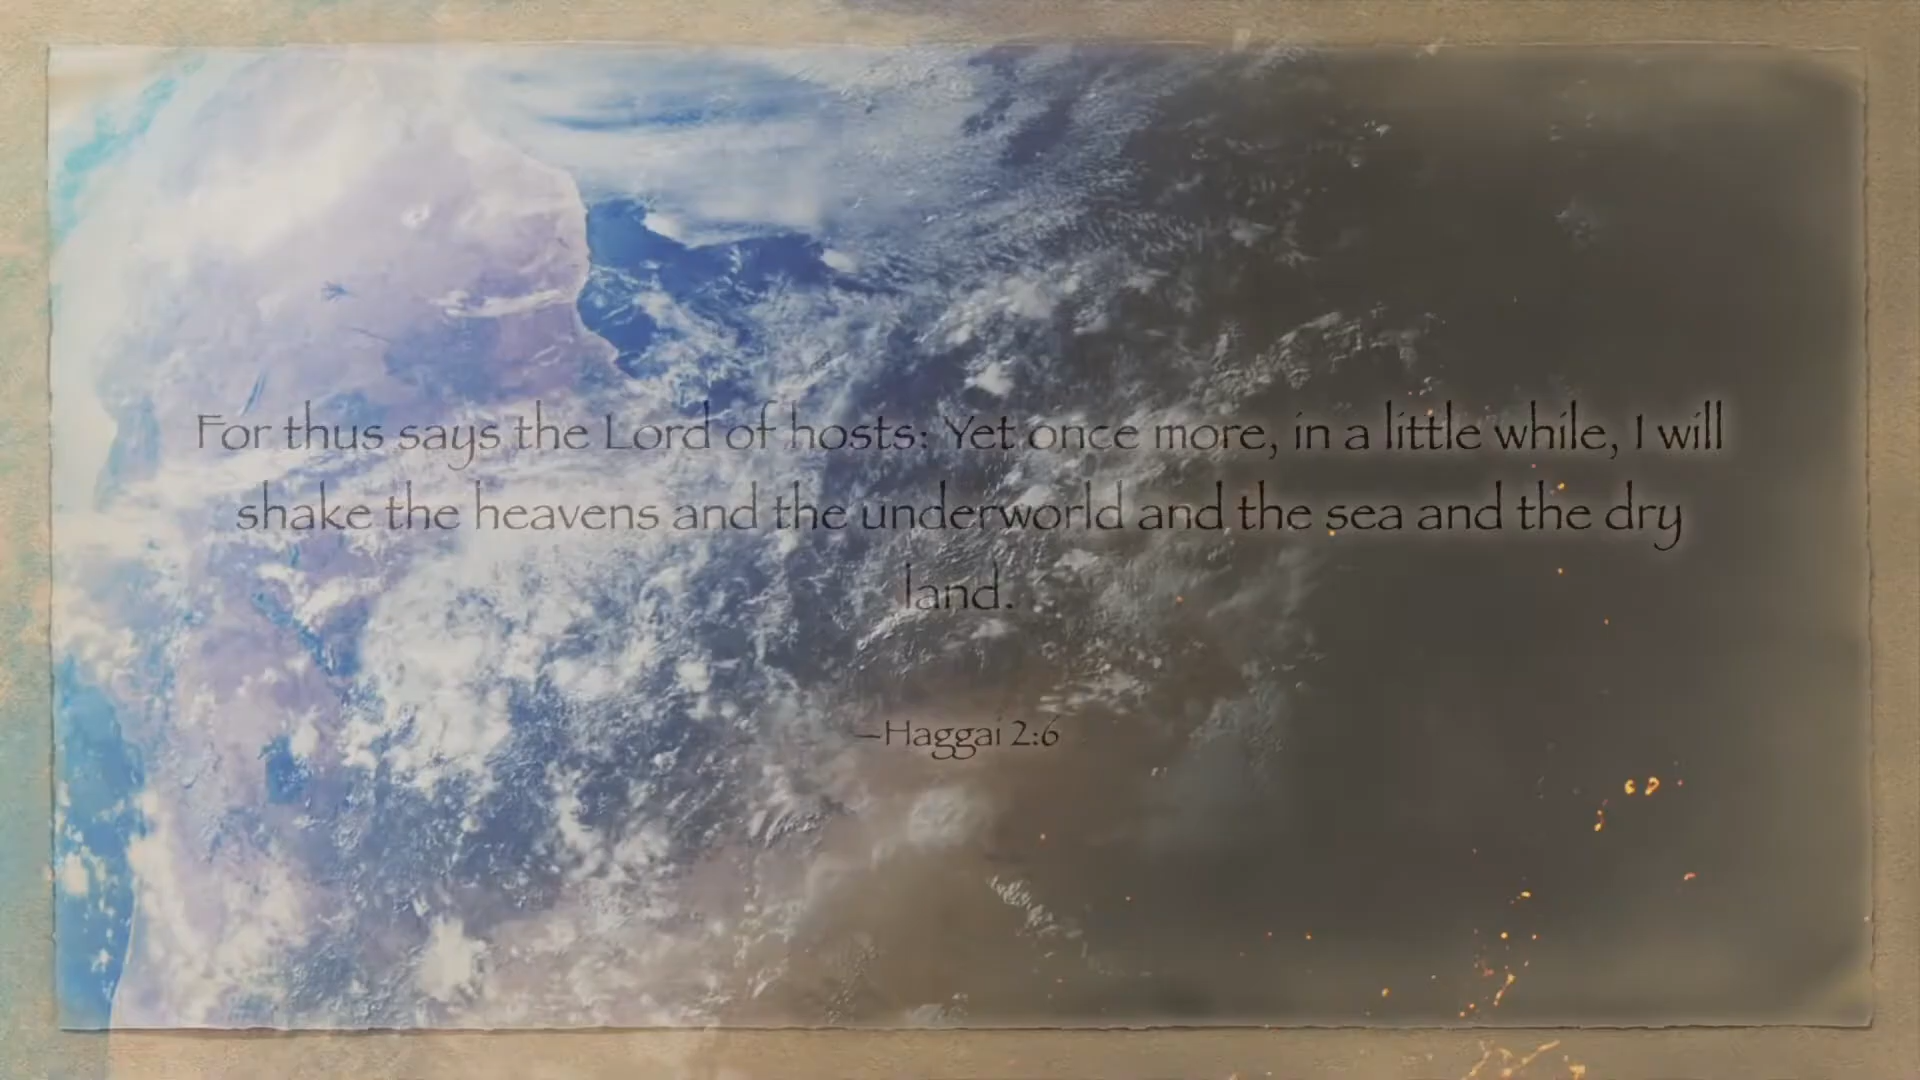 For thus says the Lord of hosts: Yet once more, in a little while, I will
shake the heavens and the underworld and the sea and the dry
land.
—Haggai 2:6